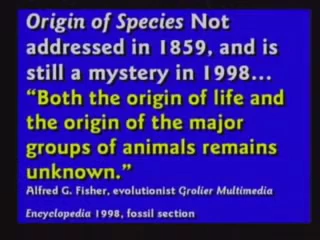 Origin of Species Not
addressed in 1859, and is
still a mystery in 1998...
“Both the origin of life and
the origin of the major
groups of animals remains
unknown.”
Alfred G. Fisher, evolutionist Grolier Multimedia
Encyclopedia 1998, fossil section